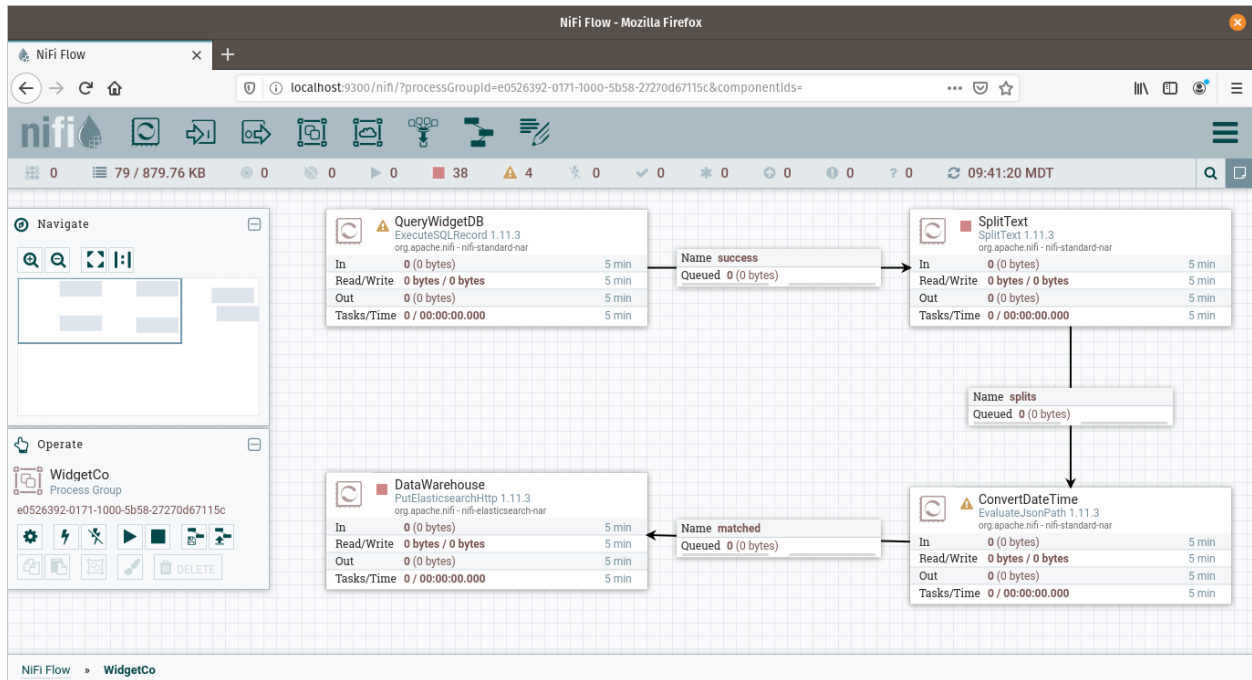 NiFi Flow - Mozilla Firefox
NiFi Flow
localhost:9300/nifi/?processGroupId=e0526392-0171-1000-5b58-27270d67115c&componentIds=
nifi
0 79 / 879.76 KB 0 0 0 38 4 0 0 0 0 0 0 09:41:20 MDT
Navigate
Operate
WidgetCo
Process Group
e0526392-0171-1000-5b58-27270d67115c
DELETE
QueryWidgetDB
ExecuteSQLRecord 1.11.3
org.apache.nifi - nifi-standard-nar
In 0 (0 bytes) 5 min
Read/Write 0 bytes / 0 bytes 5 min
Out 0 (0 bytes) 5 min
Tasks/Time 0 / 00:00:00.000 5 min
Name success
Queued 0 (0 bytes)
SplitText
SplitText 1.11.3
org.apache.nifi - nifi-standard-nar
In 0 (0 bytes) 5 min
Read/Write 0 bytes / 0 bytes 5 min
Out 0 (0 bytes) 5 min
Tasks/Time 0 / 00:00:00.000 5 min
Name splits
Queued 0 (0 bytes)
DataWarehouse
PutElasticsearchHttp 1.11.3
org.apache.nifi - nifi-elasticsearch-nar
In 0 (0 bytes) 5 min
Read/Write 0 bytes / 0 bytes 5 min
Out 0 (0 bytes) 5 min
Tasks/Time 0 / 00:00:00.000 5 min
Name matched
Queued 0 (0 bytes)
ConvertDateTime
EvaluateJsonPath 1.11.3
org.apache.nifi - nifi-standard-nar
In 0 (0 bytes) 5 min
Read/Write 0 bytes / 0 bytes 5 min
Out 0 (0 bytes) 5 min
Tasks/Time 0 / 00:00:00.000 5 min
NiFi Flow » WidgetCo